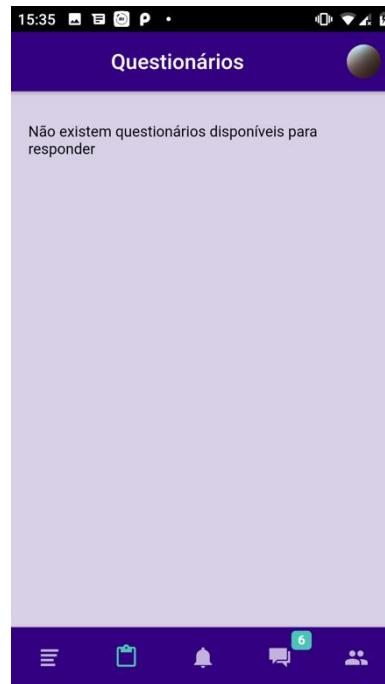 15:35
Questionários
Não existem questionários disponíveis para
responder
6